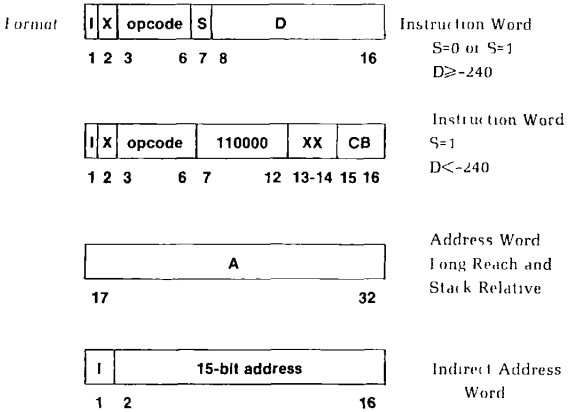 Format
I X opcode S D
1 2 3 6 7 8 16
Instruction Word
S=0 or S=1
D≥-240
I X opcode 110000 XX CB
1 2 3 6 7 12 13-14 15 16
Instruction Word
S=1
D<-240
A
17 32
Address Word
Long Reach and
Stack Relative
I 15-bit address
1 2 16
Indirect Address
Word